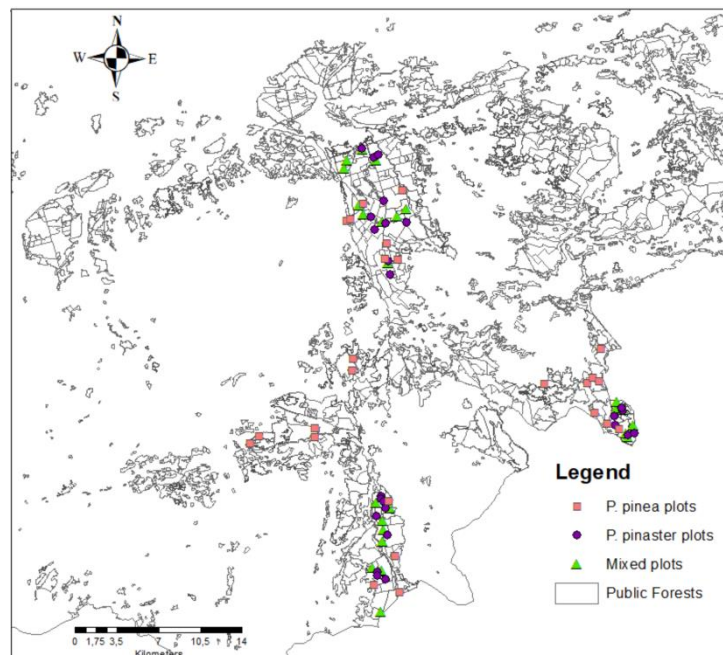 N
W E
S
Legend
P. pinea plots
P. pinaster plots
Mixed plots
Public Forests
0 1,75 3,5 7 10,5 14
Kilometers